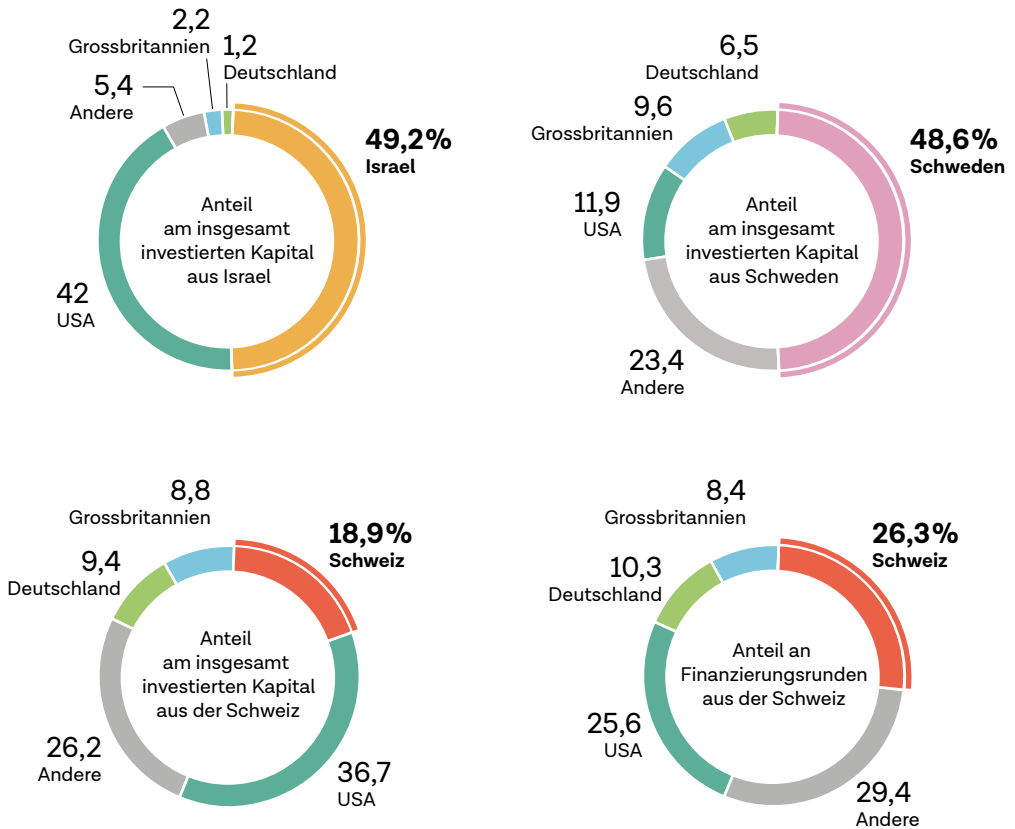 2,2
Grossbritannien
1,2
Deutschland
5,4
Andere
49,2%
Israel
Anteil
am insgesamt
investierten Kapital
aus Israel
42
USA
6,5
Deutschland
9,6
Grossbritannien
48,6%
Schweden
11,9
USA
Anteil
am insgesamt
investierten Kapital
aus Schweden
23,4
Andere
8,8
Grossbritannien
18,9%
Schweiz
9,4
Deutschland
Anteil
am insgesamt
investierten Kapital
aus der Schweiz
26,2
Andere
36,7
USA
8,4
Grossbritannien
26,3%
Schweiz
10,3
Deutschland
Anteil an
Finanzierungsrunden
aus der Schweiz
25,6
USA
29,4
Andere